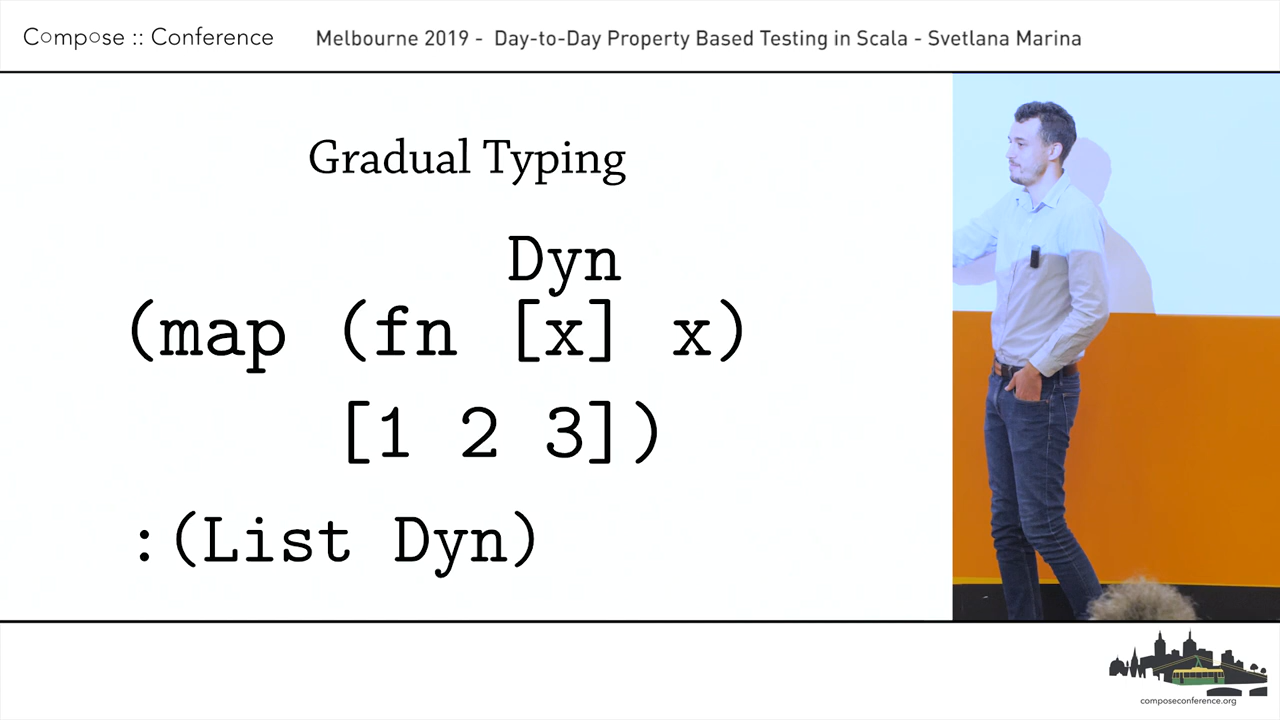 Compose :: Conference
Melbourne 2019 - Day-to-Day Property Based Testing in Scala - Svetlana Marina
Gradual Typing
Dyn
(map (fn [x] x)
[1 2 3])
:(List Dyn)
composeconference.org